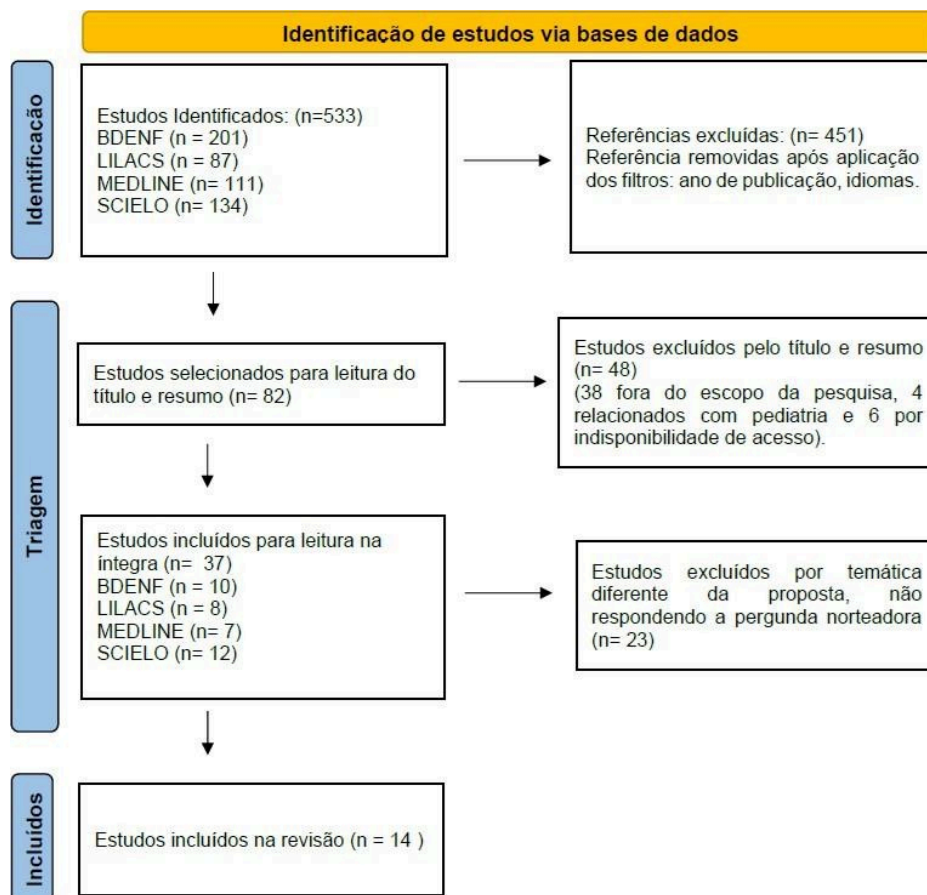 Identificação de estudos via bases de dados
Identificação
Estudos Identificados: (n=533)
BDENF (n = 201)
LILACS (n = 87)
MEDLINE (n= 111)
SCIELO (n= 134)
Referências excluídas: (n= 451)
Referência removidas após aplicação
dos filtros: ano de publicação, idiomas.
Triagem
Estudos selecionados para leitura do
título e resumo (n= 82)
Estudos excluídos pelo título e resumo
(n= 48)
(38 fora do escopo da pesquisa, 4
relacionados com pediatria e 6 por
indisponibilidade de acesso).
Estudos incluídos para leitura na
íntegra (n= 37)
BDENF (n = 10)
LILACS (n = 8)
MEDLINE (n= 7)
SCIELO (n= 12)
Estudos excluídos por temática
diferente da proposta, não
respondendo a pergunda norteadora
(n= 23)
Incluídos
Estudos incluídos na revisão (n = 14 )